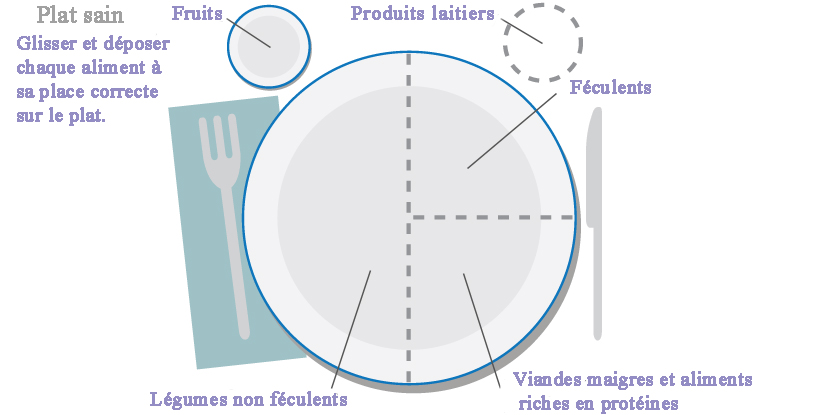 Plat sain
Glisser et déposer
chaque aliment à
sa place correcte
sur le plat.
Fruits
Produits laitiers
Féculents
Légumes non féculents
Viandes maigres et aliments
riches en protéines